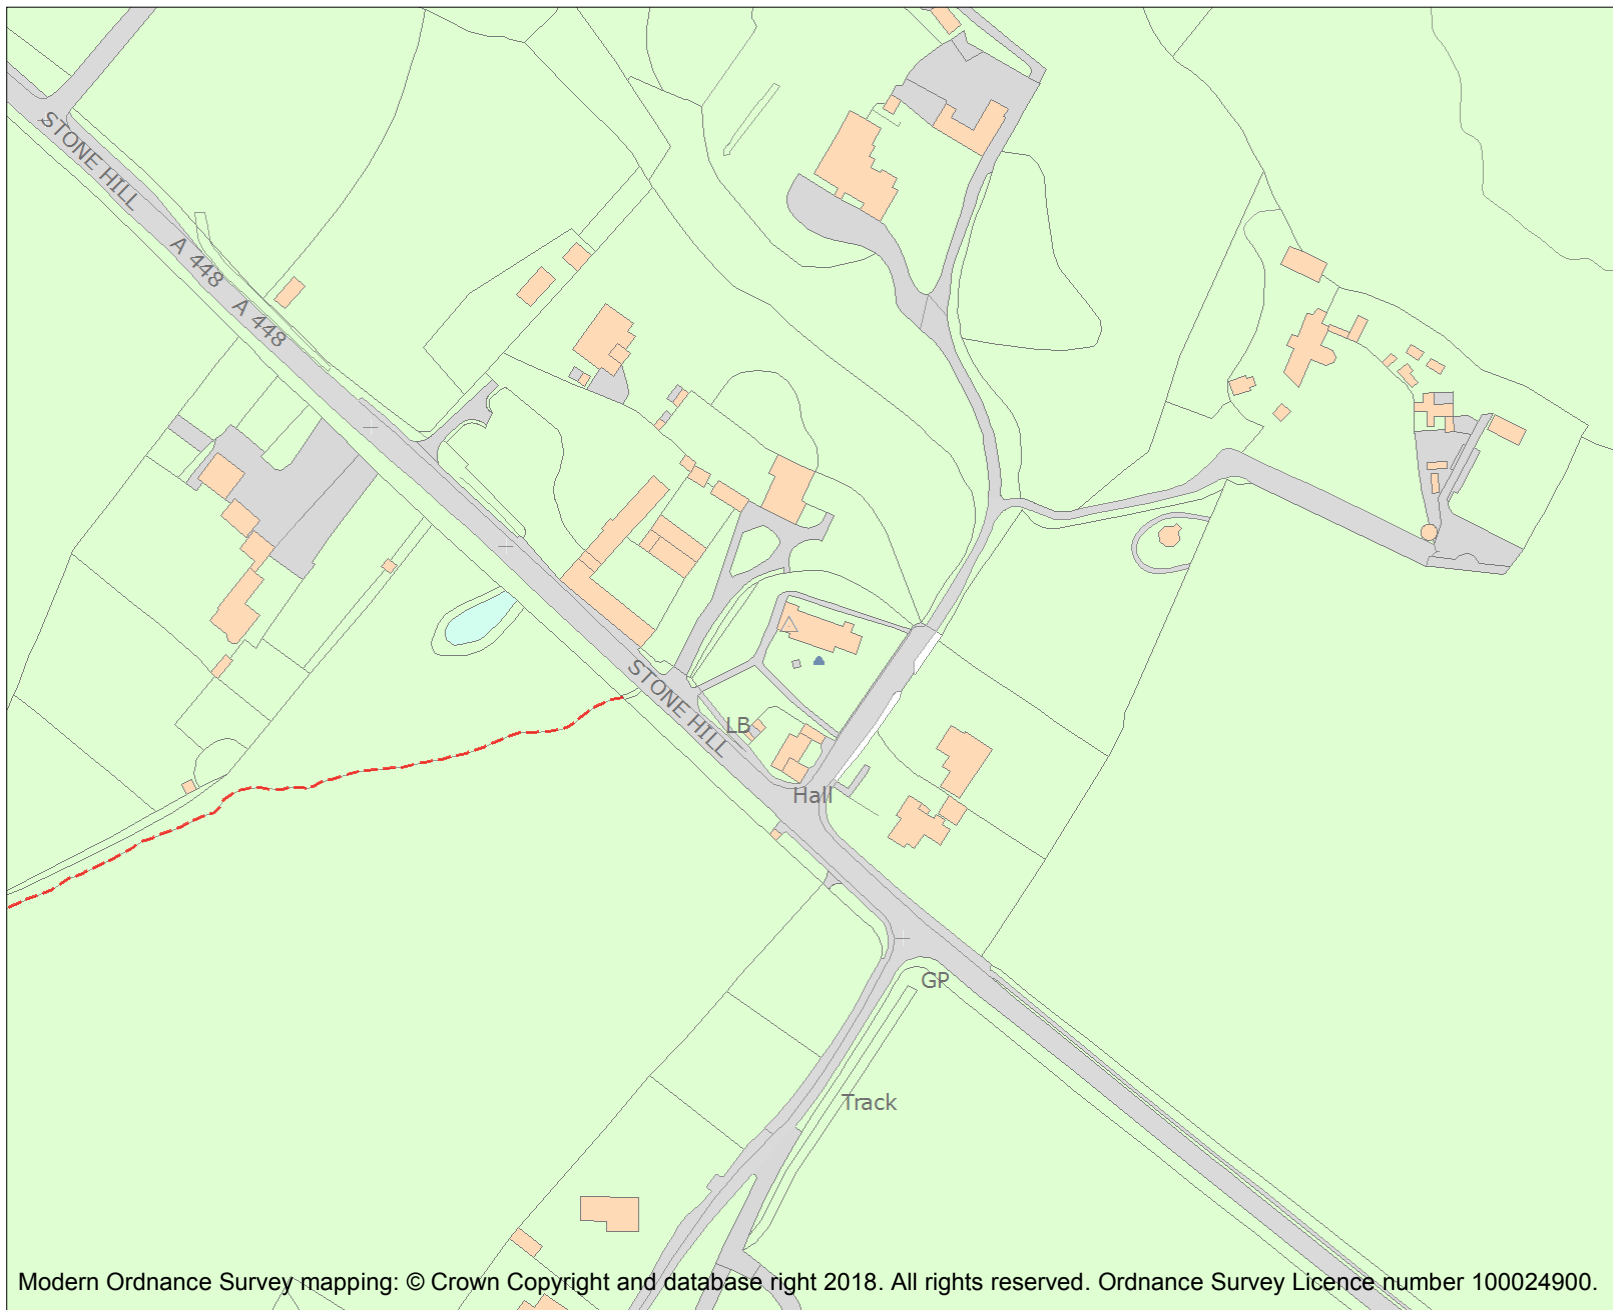 STONE HILL
A 448
A 448
STONE HILL
LB
Hall
GP
Track
Modern Ordnance Survey mapping: © Crown Copyright and database right 2018. All rights reserved. Ordnance Survey Licence number 100024900.